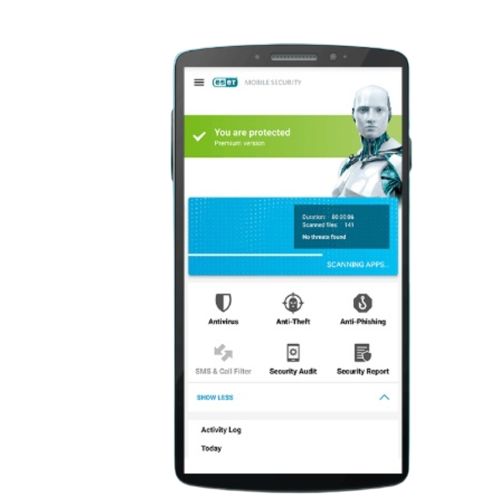 eset MOBILE SECURITY
You are protected
Premium version
Duration 00:00:06
Scanned files 141
No threats found
SCANNING APPS...
Antivirus
Anti-Theft
Anti-Phishing
SMS & Call Filter
Security Audit
Security Report
SHOW LESS
Activity Log
Today